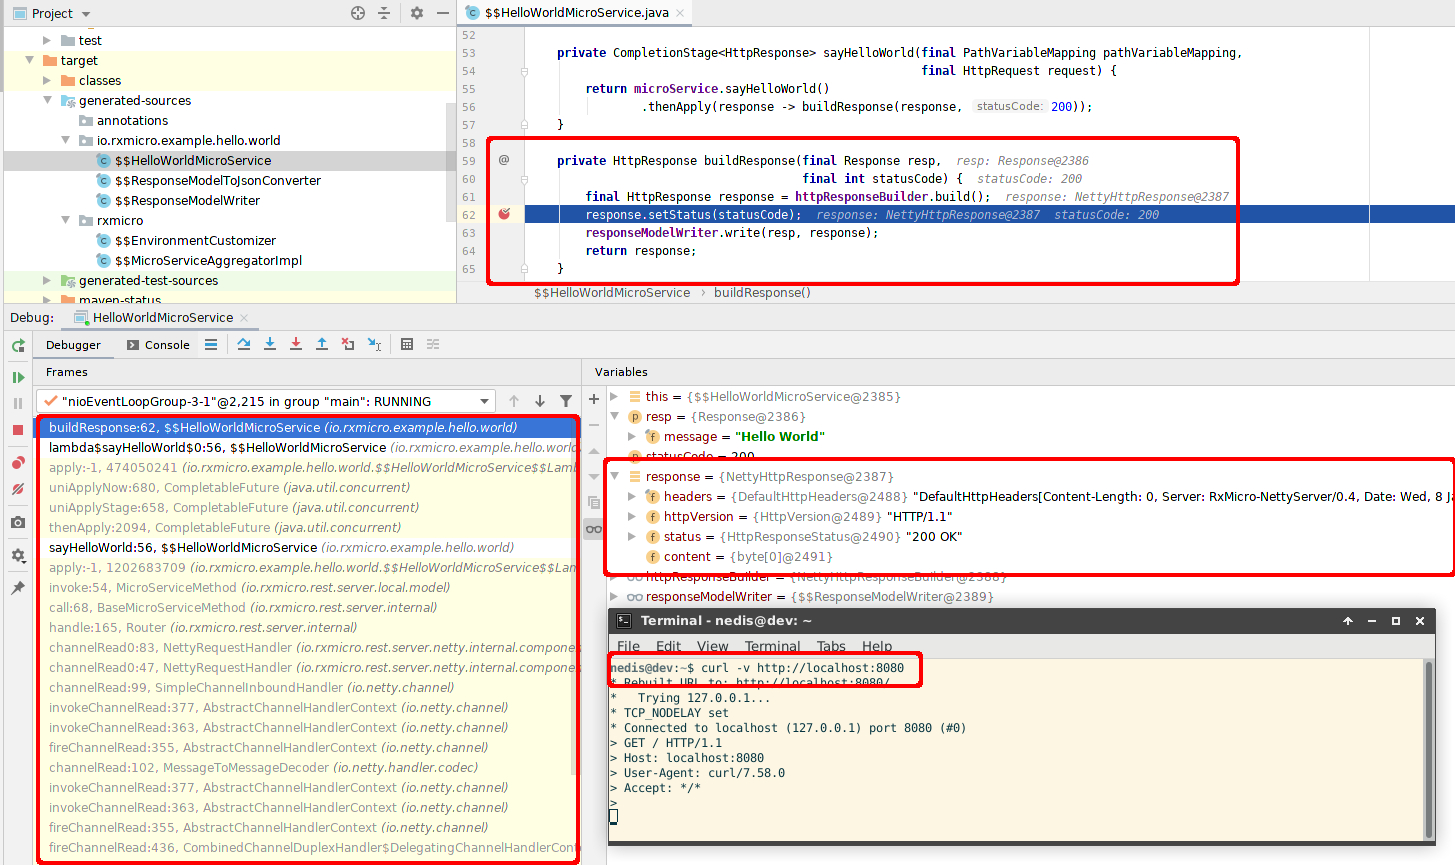 Project
$$HelloWorldMicroService.java
test
target
classes
generated-sources
annotations
io.rxmicro.example.hello.world
$$HelloWorldMicroService
$$ResponseModelToJsonConverter
$$ResponseModelWriter
rxmicro
$$EnvironmentCustomizer
$$MicroServiceAggregatorImpl
generated-test-sources
maven-status
52
53 private CompletionStage<HttpResponse> sayHelloWorld(final PathVariableMapping pathVariableMapping,
54 final HttpRequest request) {
55 return microService.sayHelloWorld()
56 .thenApply(response -> buildResponse(response, statusCode: 200));
57 }
58
59 @ private HttpResponse buildResponse(final Response resp, resp: Response@2386
60 final int statusCode) { statusCode: 200
61 final HttpResponse response = httpResponseBuilder.build(); response: NettyHttpResponse@2387
62 response.setStatus(statusCode); response: NettyHttpResponse@2387 statusCode: 200
63 responseModelWriter.write(resp, response);
64 return response;
65 }
$$HelloWorldMicroService › buildResponse()
Debug: HelloWorldMicroService
Debugger Console
Frames
"nioEventLoopGroup-3-1"@2,215 in group "main": RUNNING
buildResponse:62, $$HelloWorldMicroService (io.rxmicro.example.hello.world)
lambda$sayHelloWorld$0:56, $$HelloWorldMicroService (io.rxmicro.example.hello.world
apply:-1, 474050241 (io.rxmicro.example.hello.world.$$HelloWorldMicroService$$Lam
uniApplyNow:680, CompletableFuture (java.util.concurrent)
uniApplyStage:658, CompletableFuture (java.util.concurrent)
thenApply:2094, CompletableFuture (java.util.concurrent)
sayHelloWorld:56, $$HelloWorldMicroService (io.rxmicro.example.hello.world)
apply:-1, 1202683709 (io.rxmicro.example.hello.world.$$HelloWorldMicroService$$Lam
invoke:54, MicroServiceMethod (io.rxmicro.rest.server.local.model)
call:68, BaseMicroServiceMethod (io.rxmicro.rest.server.internal)
handle:165, Router (io.rxmicro.rest.server.internal)
channelRead0:83, NettyRequestHandler (io.rxmicro.rest.server.netty.internal.compone
channelRead0:47, NettyRequestHandler (io.rxmicro.rest.server.netty.internal.compone
channelRead:99, SimpleChannelInboundHandler (io.netty.channel)
invokeChannelRead:377, AbstractChannelHandlerContext (io.netty.channel)
invokeChannelRead:363, AbstractChannelHandlerContext (io.netty.channel)
fireChannelRead:355, AbstractChannelHandlerContext (io.netty.channel)
channelRead:102, MessageToMessageDecoder (io.netty.handler.codec)
invokeChannelRead:377, AbstractChannelHandlerContext (io.netty.channel)
invokeChannelRead:363, AbstractChannelHandlerContext (io.netty.channel)
fireChannelRead:355, AbstractChannelHandlerContext (io.netty.channel)
fireChannelRead:436, CombinedChannelDuplexHandler$DelegatingChannelHandlerCont
Variables
this = {$$HelloWorldMicroService@2385}
resp = {Response@2386}
message = "Hello World"
statusCode = 200
response = {NettyHttpResponse@2387}
headers = {DefaultHttpHeaders@2488} "DefaultHttpHeaders[Content-Length: 0, Server: RxMicro-NettyServer/0.4, Date: Wed, 8 Ja
httpVersion = {HttpVersion@2489} "HTTP/1.1"
status = {HttpResponseStatus@2490} "200 OK"
content = {byte[0]@2491}
httpResponseBuilder = {NettyHttpResponseBuilder@2388}
responseModelWriter = {$$ResponseModelWriter@2389}
Terminal - nedis@dev: ~
File Edit View Terminal Tabs Help
nedis@dev:~$ curl -v http://localhost:8080
* Rebuilt URL to: http://localhost:8080/
* Trying 127.0.0.1...
* TCP_NODELAY set
* Connected to localhost (127.0.0.1) port 8080 (#0)
> GET / HTTP/1.1
> Host: localhost:8080
> User-Agent: curl/7.58.0
> Accept: */*
>